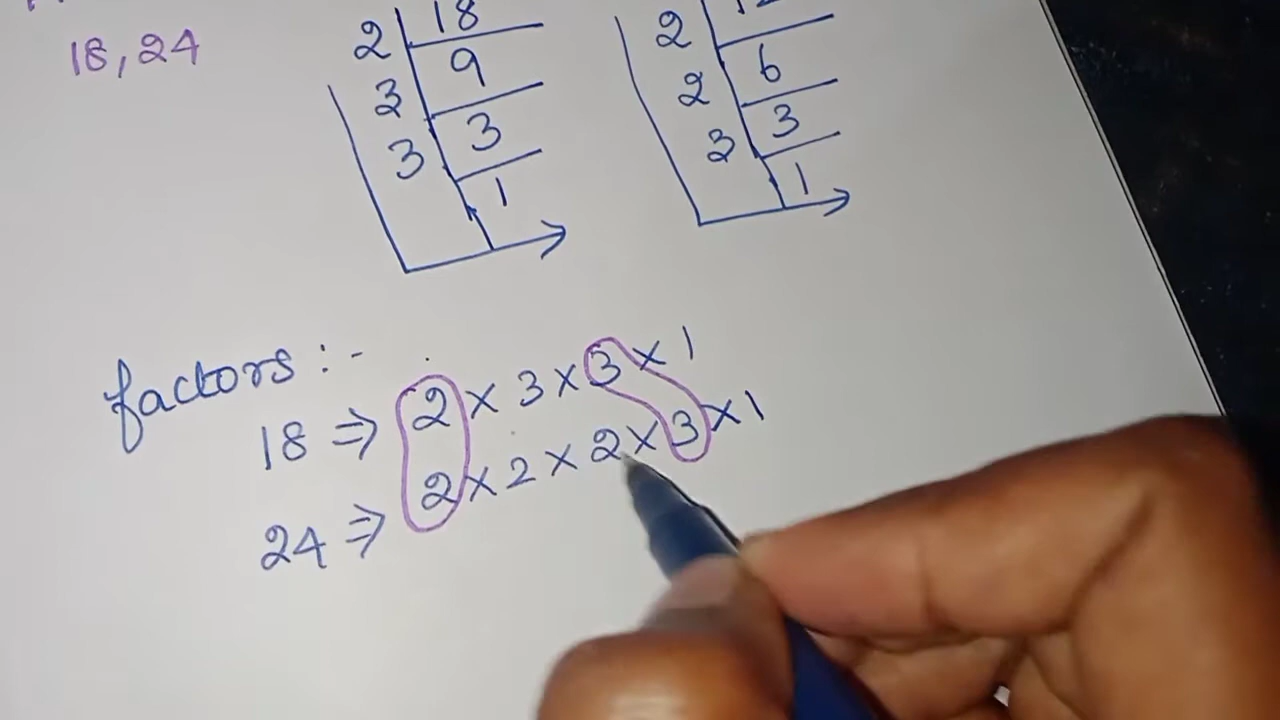 18, 24
2 | 18
3 | 9
3 | 3
1
2
2 | 6
3 | 3
1
factors :-
18 ⇒ 2 × 3 × 3 × 1
24 ⇒ 2 × 2 × 2 × 3 × 1